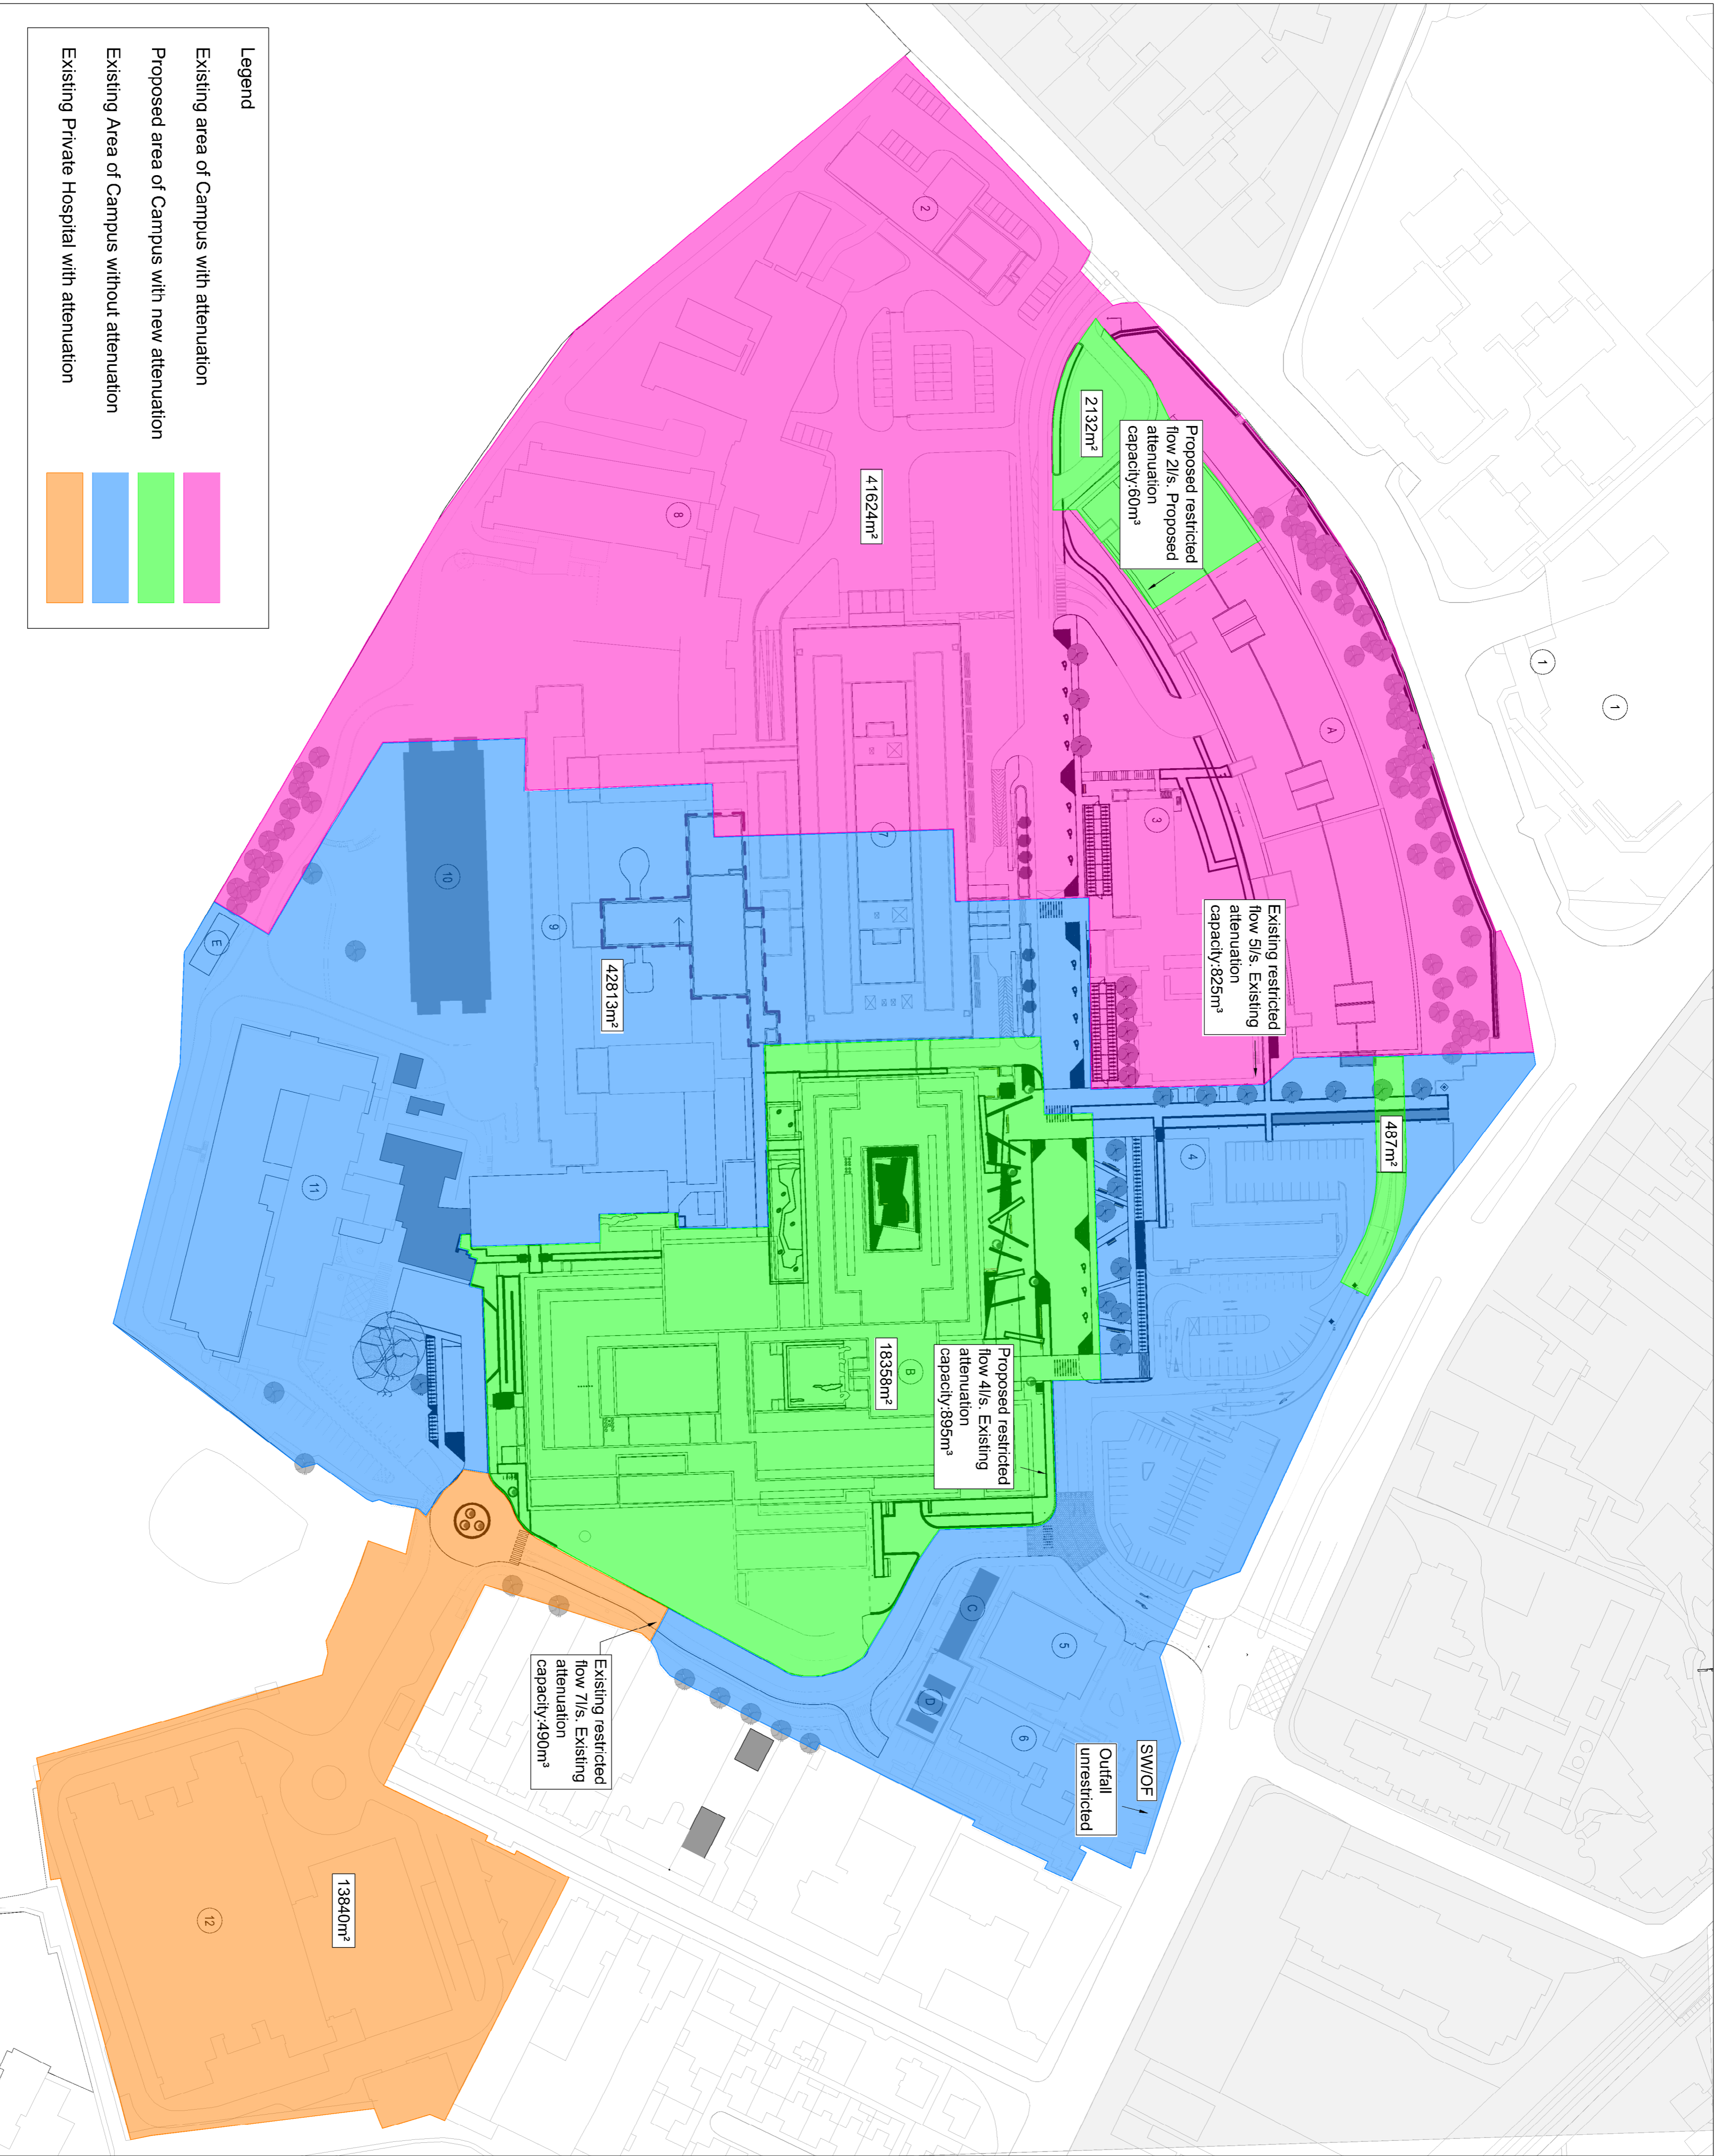 Legend
Existing area of Campus with attenuation
Proposed area of Campus with new attenuation
Existing Area of Campus without attenuation
Existing Private Hospital with attenuation
1
1
2
2132m²
Proposed restricted
flow 2l/s. Proposed
attenuation
capacity:60m³
41624m²
8
A
3
7
Existing restricted
flow 5l/s. Existing
attenuation
capacity:825m³
10
9
E
42813m²
487m²
4
11
B
18358m²
Proposed restricted
flow 4l/s. Existing
attenuation
capacity:895m³
C
5
D
6
Existing restricted
flow 7l/s. Existing
attenuation
capacity:490m³
SW/OF
Outfall
unrestricted
13840m²
12